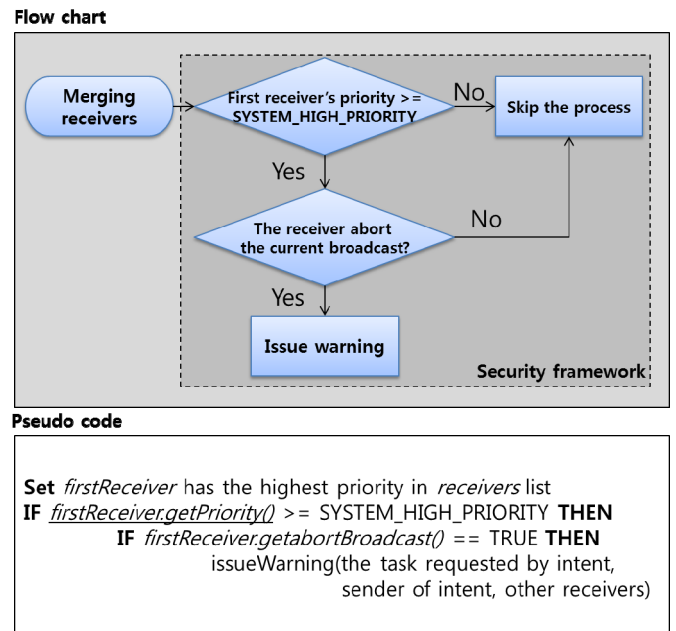 Flow chart
Merging
receivers
First receiver's priority >=
SYSTEM_HIGH_PRIORITY
No
Skip the process
Yes
The receiver abort
the current broadcast?
No
Yes
Issue warning
Security framework
Pseudo code
Set firstReceiver has the highest priority in receivers list
IF firstReceiver.getPriority() >= SYSTEM_HIGH_PRIORITY THEN
IF firstReceiver.getabortBroadcast() == TRUE THEN
issueWarning(the task requested by intent,
sender of intent, other receivers)